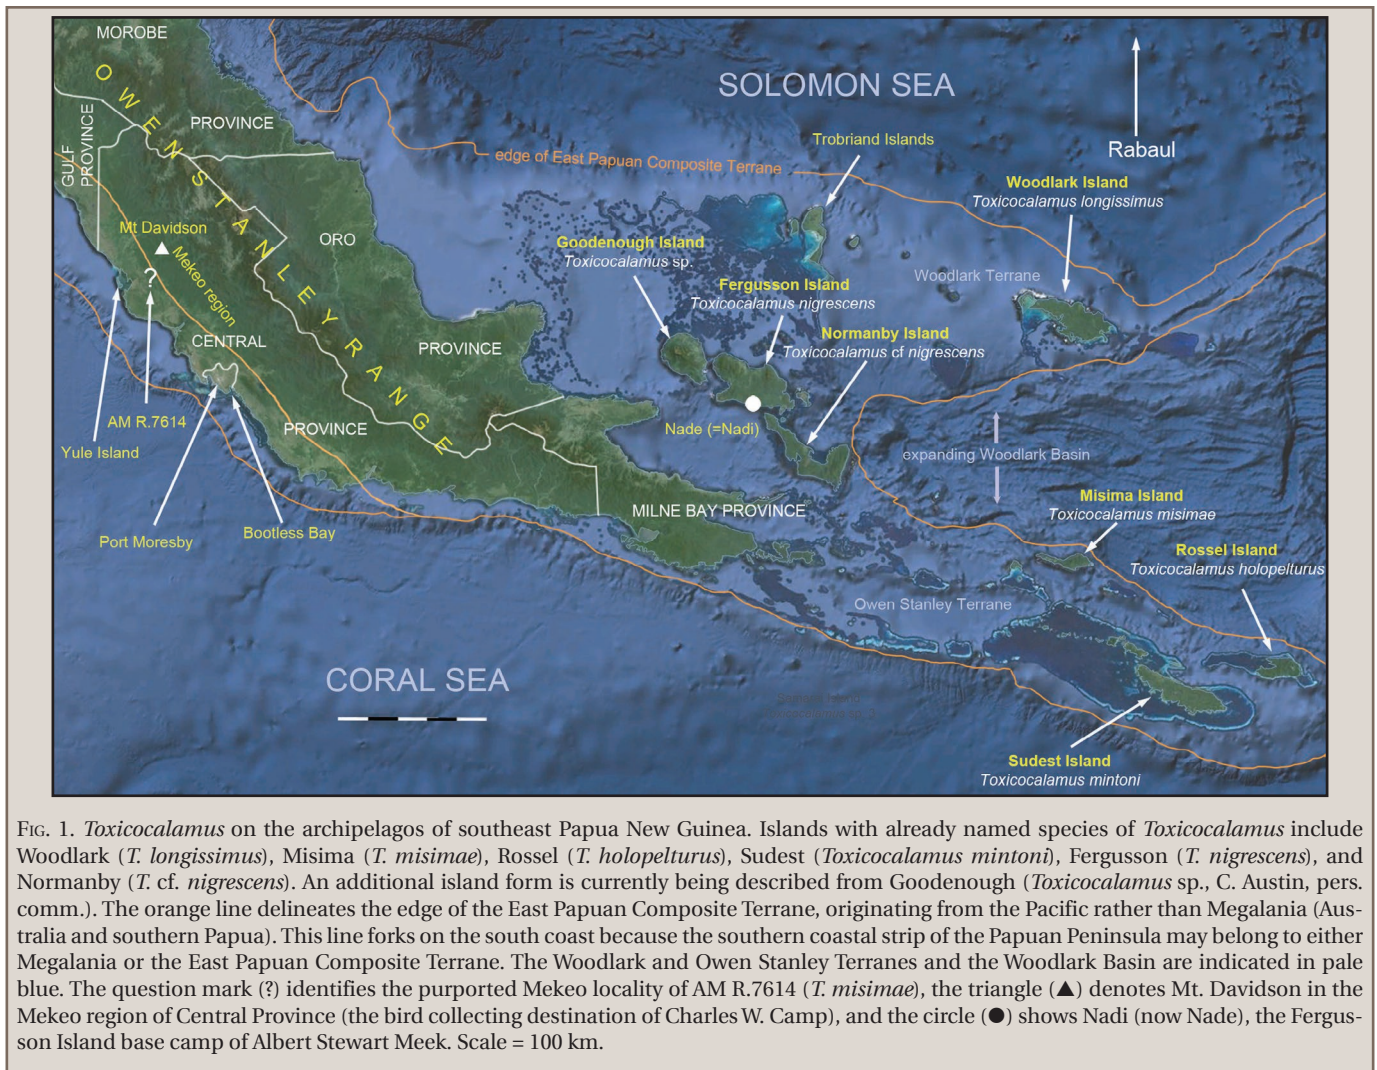 MOROBE
PROVINCE
OWEN STANLEY RANGE
GULF
PROVINCE
SOLOMON SEA
Rabaul
edge of East Papuan Composite Terrane
Trobriand Islands
Woodlark Island
Toxicocalamus longissimus
Mt Davidson
Mekeo region
?
ORO
PROVINCE
Goodenough Island
Toxicocalamus sp.
Fergusson Island
Toxicocalamus nigrescens
Woodlark Terrane
Normanby Island
Toxicocalamus cf nigrescens
CENTRAL
PROVINCE
AM R.7614
Yule Island
Port Moresby
Bootless Bay
Nade (=Nadi)
expanding Woodlark Basin
MILNE BAY PROVINCE
Misima Island
Toxicocalamus misimae
Rossel Island
Toxicocalamus holopelturus
Owen Stanley Terrane
CORAL SEA
Sudest Island
Toxicocalamus mintoni
FIG. 1. Toxicocalamus on the archipelagos of southeast Papua New Guinea. Islands with already named species of Toxicocalamus include
Woodlark (T. longissimus), Misima (T. misimae), Rossel (T. holopelturus), Sudest (Toxicocalamus mintoni), Fergusson (T. nigrescens), and
Normanby (T. cf. nigrescens). An additional island form is currently being described from Goodenough (Toxicocalamus sp., C. Austin, pers.
comm.). The orange line delineates the edge of the East Papuan Composite Terrane, originating from the Pacific rather than Megalania (Aus-
tralia and southern Papua). This line forks on the south coast because the southern coastal strip of the Papuan Peninsula may belong to either
Megalania or the East Papuan Composite Terrane. The Woodlark and Owen Stanley Terranes and the Woodlark Basin are indicated in pale
blue. The question mark (?) identifies the purported Mekeo locality of AM R.7614 (T. misimae), the triangle (▲) denotes Mt. Davidson in the
Mekeo region of Central Province (the bird collecting destination of Charles W. Camp), and the circle (●) shows Nadi (now Nade), the Fergus-
son Island base camp of Albert Stewart Meek. Scale = 100 km.